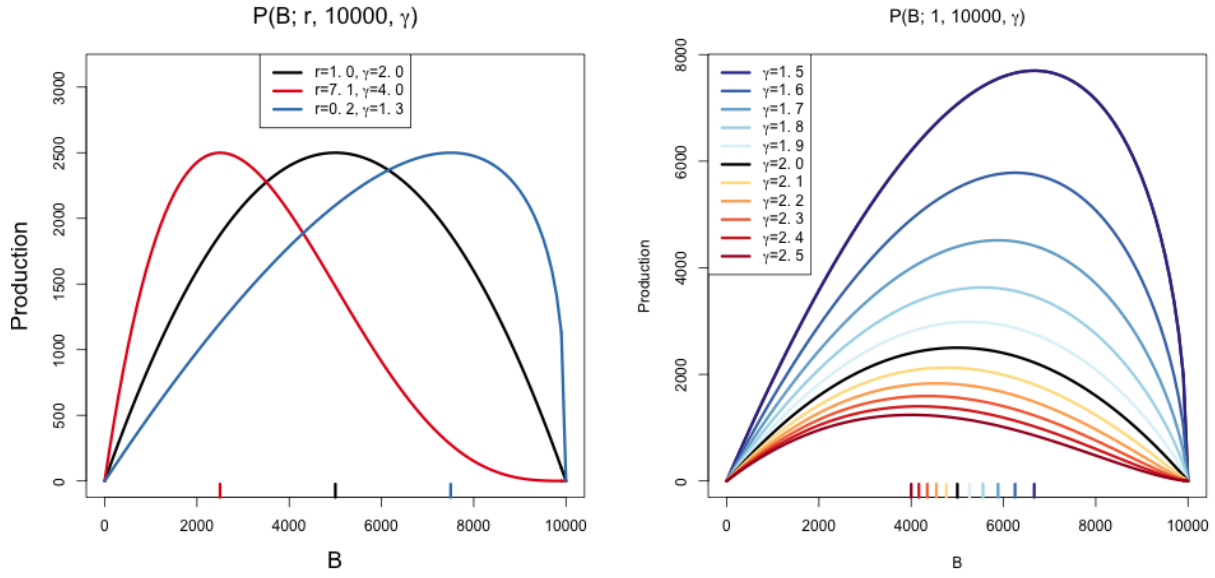 P(B; r, 10000, γ)
r=1. 0, γ=2. 0
r=7. 1, γ=4. 0
r=0. 2, γ=1. 3
Production
3000
2500
2000
1500
1000
500
0
0 2000 4000 6000 8000 10000
B
P(B; 1, 10000, γ)
γ=1. 5
γ=1. 6
γ=1. 7
γ=1. 8
γ=1. 9
γ=2. 0
γ=2. 1
γ=2. 2
γ=2. 3
γ=2. 4
γ=2. 5
Production
8000
6000
4000
2000
0
0 2000 4000 6000 8000 10000
B